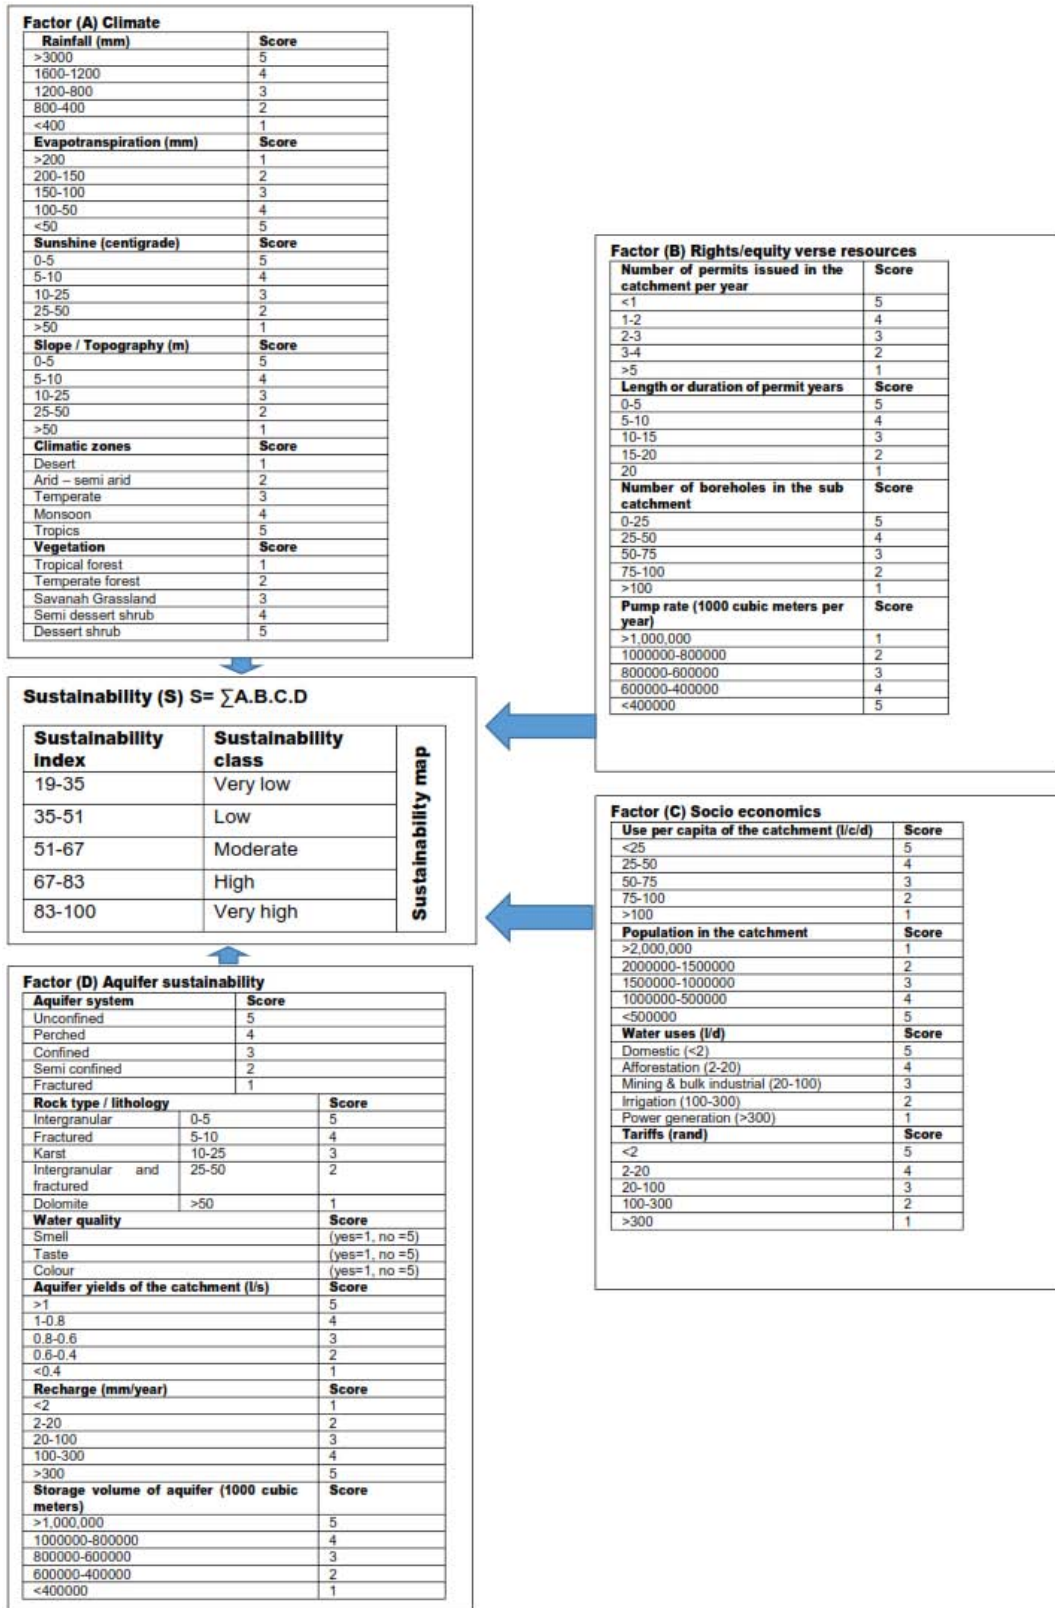 Factor (A) Climate
Rainfall (mm) Score
>3000 5
1600-1200 4
1200-800 3
800-400 2
<400 1
Evapotranspiration (mm) Score
>200 1
200-150 2
150-100 3
100-50 4
<50 5
Sunshine (centigrade) Score
0-5 5
5-10 4
10-25 3
25-50 2
>50 1
Slope / Topography (m) Score
0-5 5
5-10 4
10-25 3
25-50 2
>50 1
Climatic zones Score
Desert 1
Arid – semi arid 2
Temperate 3
Monsoon 4
Tropics 5
Vegetation Score
Tropical forest 1
Temperate forest 2
Savanah Grassland 3
Semi dessert shrub 4
Dessert shrub 5
Factor (B) Rights/equity verse resources
Number of permits issued in the Score
catchment per year
<1 5
1-2 4
2-3 3
3-4 2
>5 1
Length or duration of permit years Score
0-5 5
5-10 4
10-15 3
15-20 2
20 1
Number of boreholes in the sub Score
catchment
0-25 5
25-50 4
50-75 3
75-100 2
>100 1
Pump rate (1000 cubic meters per Score
year)
>1,000,000 1
1000000-800000 2
800000-600000 3
600000-400000 4
<400000 5
Sustainability (S) S= ∑A.B.C.D
Sustainability Sustainability
index class
19-35 Very low
35-51 Low
51-67 Moderate
67-83 High
83-100 Very high
Sustainability map
Factor (C) Socio economics
Use per capita of the catchment (l/c/d) Score
<25 5
25-50 4
50-75 3
75-100 2
>100 1
Population in the catchment Score
>2,000,000 1
2000000-1500000 2
1500000-1000000 3
1000000-500000 4
<500000 5
Water uses (l/d) Score
Domestic (<2) 5
Afforestation (2-20) 4
Mining & bulk industrial (20-100) 3
Irrigation (100-300) 2
Power generation (>300) 1
Tariffs (rand) Score
<2 5
2-20 4
20-100 3
100-300 2
>300 1
Factor (D) Aquifer sustainability
Aquifer system Score
Unconfined 5
Perched 4
Confined 3
Semi confined 2
Fractured 1
Rock type / lithology Score
Intergranular 0-5 5
Fractured 5-10 4
Karst 10-25 3
Intergranular and 25-50 2
fractured
Dolomite >50 1
Water quality Score
Smell (yes=1, no =5)
Taste (yes=1, no =5)
Colour (yes=1, no =5)
Aquifer yields of the catchment (l/s) Score
>1 5
1-0.8 4
0.8-0.6 3
0.6-0.4 2
<0.4 1
Recharge (mm/year) Score
<2 1
2-20 2
20-100 3
100-300 4
>300 5
Storage volume of aquifer (1000 cubic Score
meters)
>1,000,000 5
1000000-800000 4
800000-600000 3
600000-400000 2
<400000 1